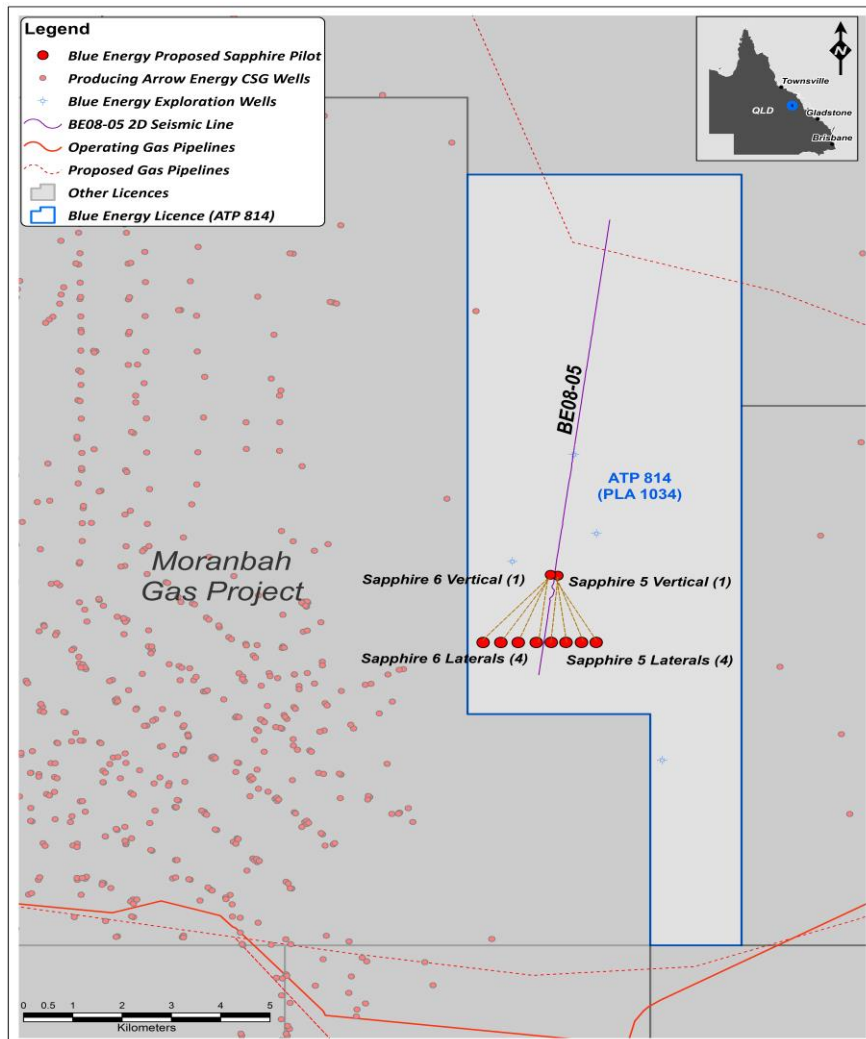 Legend
Blue Energy Proposed Sapphire Pilot
Producing Arrow Energy CSG Wells
Blue Energy Exploration Wells
BE08-05 2D Seismic Line
Operating Gas Pipelines
Proposed Gas Pipelines
Other Licences
Blue Energy Licence (ATP 814)
N
Townsville
QLD
Gladstone
Brisbane
BE08-05
ATP 814
(PLA 1034)
Moranbah
Gas Project
Sapphire 6 Vertical (1)
Sapphire 5 Vertical (1)
Sapphire 6 Laterals (4)
Sapphire 5 Laterals (4)
0 0.5 1 2 3 4 5
Kilometers